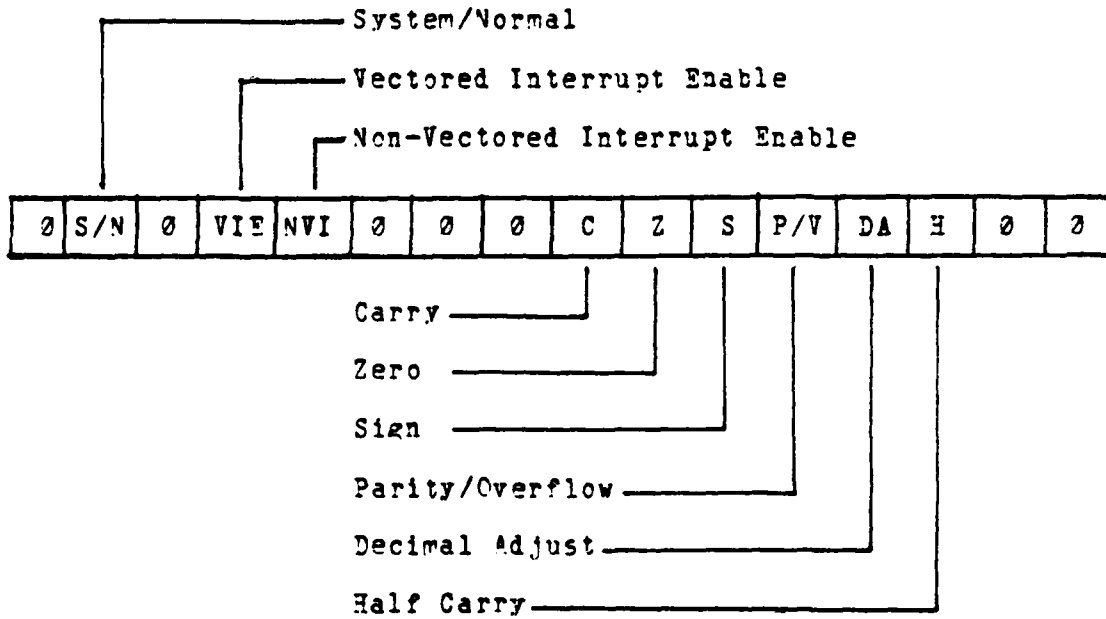 System/Normal
Vectored Interrupt Enable
Non-Vectored Interrupt Enable
0 S/N 0 VIE NVI 0 0 0 C Z S P/V DA H 0 0
Carry
Zero
Sign
Parity/Overflow
Decimal Adjust
Half Carry